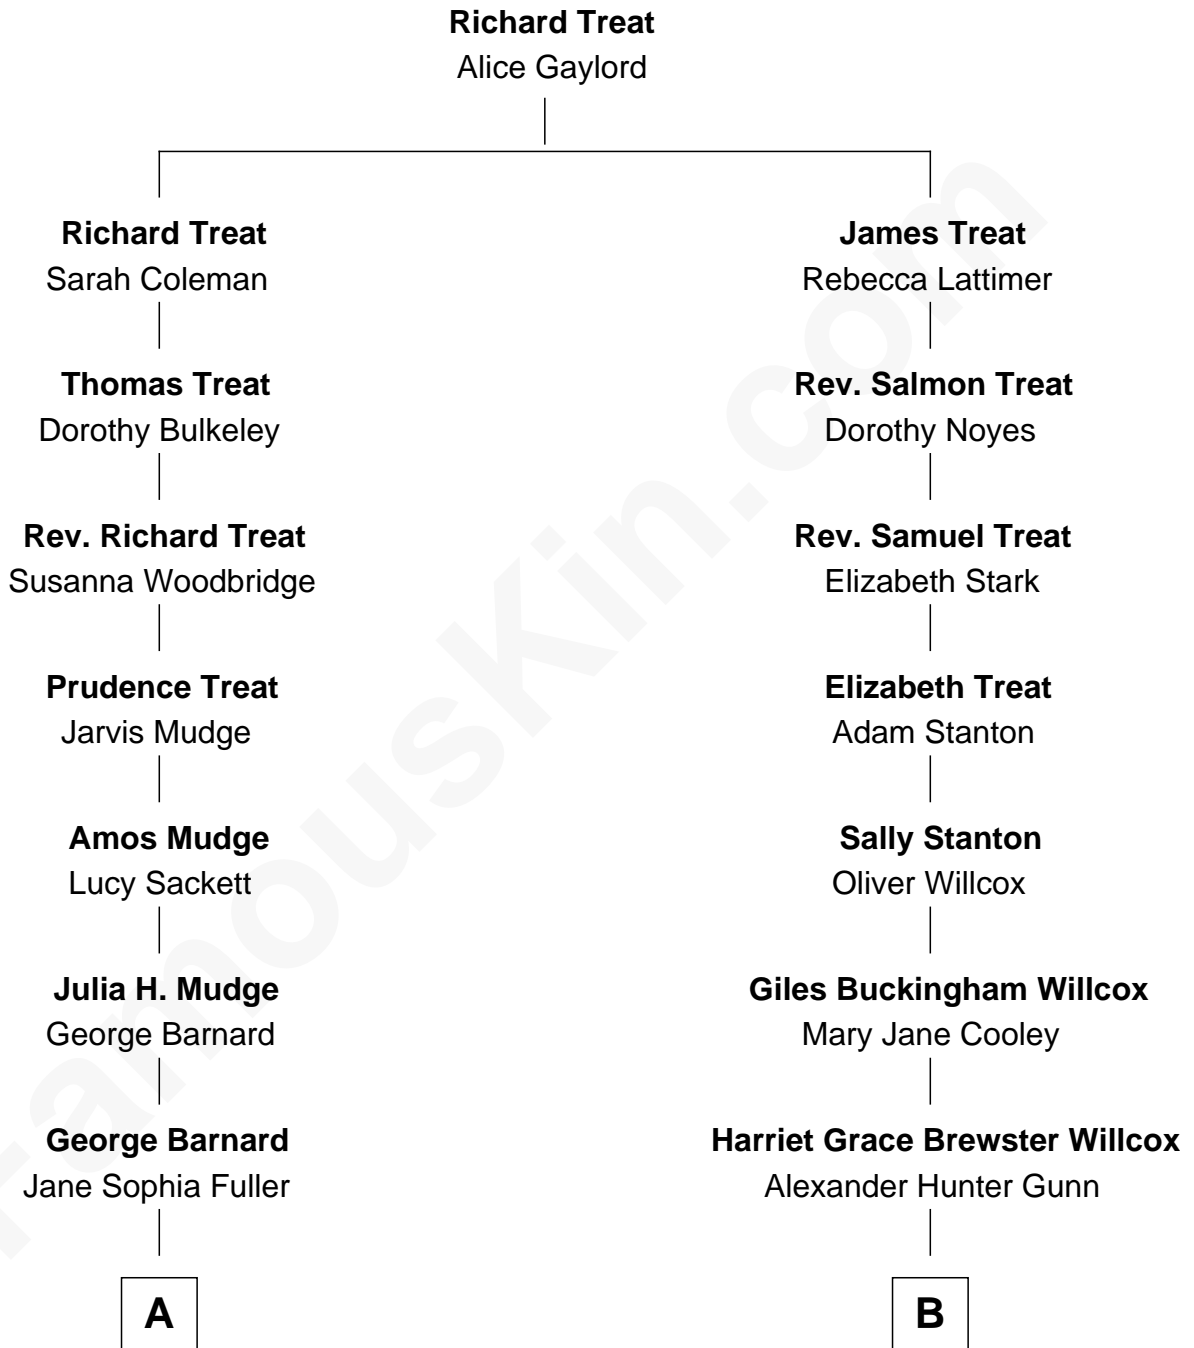 Richard Treat
Alice Gaylord
Richard Treat
Sarah Coleman
James Treat
Rebecca Lattimer
Thomas Treat
Dorothy Bulkeley
Rev. Salmon Treat
Dorothy Noyes
Rev. Richard Treat
Susanna Woodbridge
Rev. Samuel Treat
Elizabeth Stark
Prudence Treat
Jarvis Mudge
Elizabeth Treat
Adam Stanton
Amos Mudge
Lucy Sackett
Sally Stanton
Oliver Willcox
Julia H. Mudge
George Barnard
Giles Buckingham Willcox
Mary Jane Cooley
George Barnard
Jane Sophia Fuller
Harriet Grace Brewster Willcox
Alexander Hunter Gunn
A
B
FamousKin.com